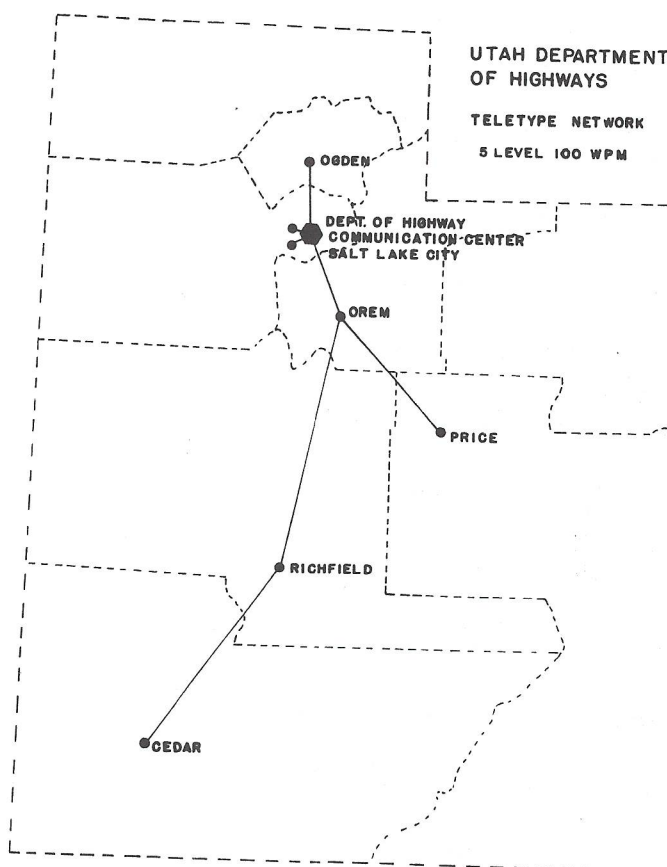 UTAH DEPARTMENT
OF HIGHWAYS
TELETYPE NETWORK
5 LEVEL 100 WPM
OGDEN
DEPT. OF HIGHWAY
COMMUNICATION CENTER
SALT LAKE CITY
OREM
PRICE
RICHFIELD
CEDAR